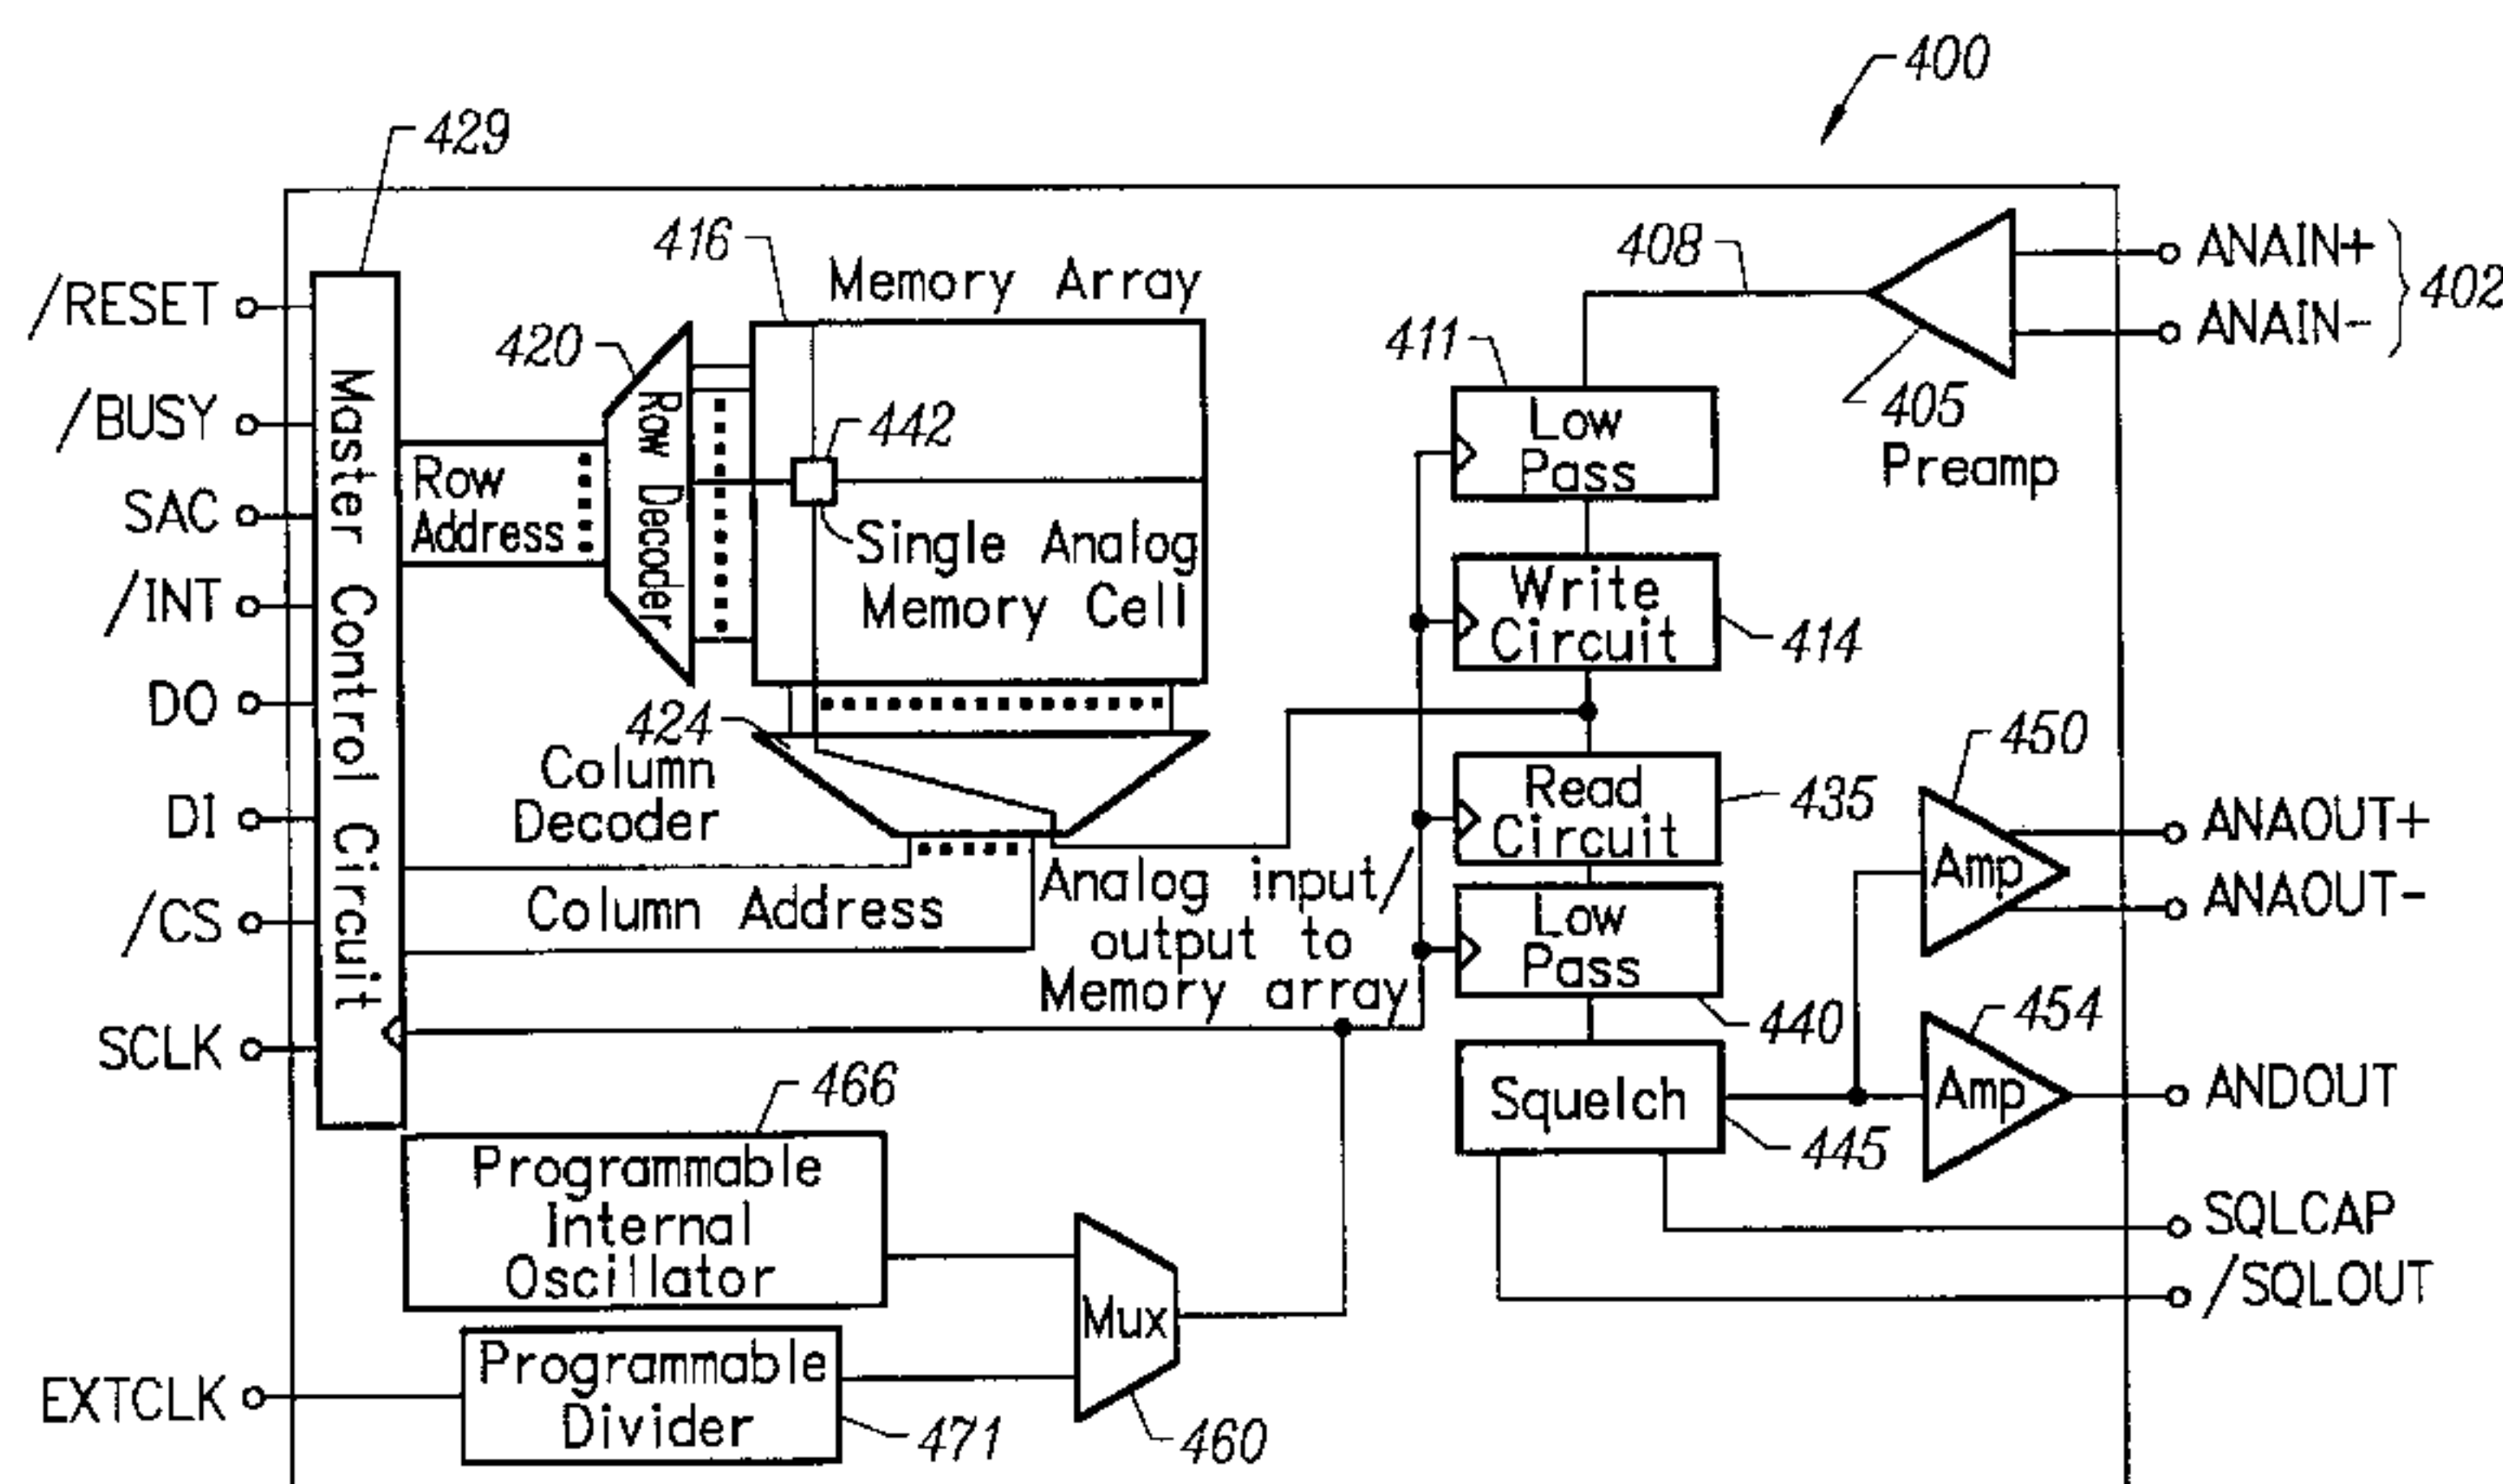 400
429
/RESET
/BUSY
SAC
/INT
DO
DI
/CS
SCLK
EXTCLK
Master Control Circuit
Row
Address
420
Row Decoder
416
Memory Array
442
Single Analog
Memory Cell
424
Column
Decoder
Column Address
Analog input/
output to
Memory array
408
ANAIN+
ANAIN-
402
405
Preamp
411
Low
Pass
Write
Circuit
414
Read
Circuit
435
Low
Pass
440
Squelch
445
450
Amp
ANAOUT+
ANAOUT-
454
Amp
ANDOUT
SQLCAP
/SQLOUT
466
Programmable
Internal
Oscillator
Programmable
Divider
471
Mux
460